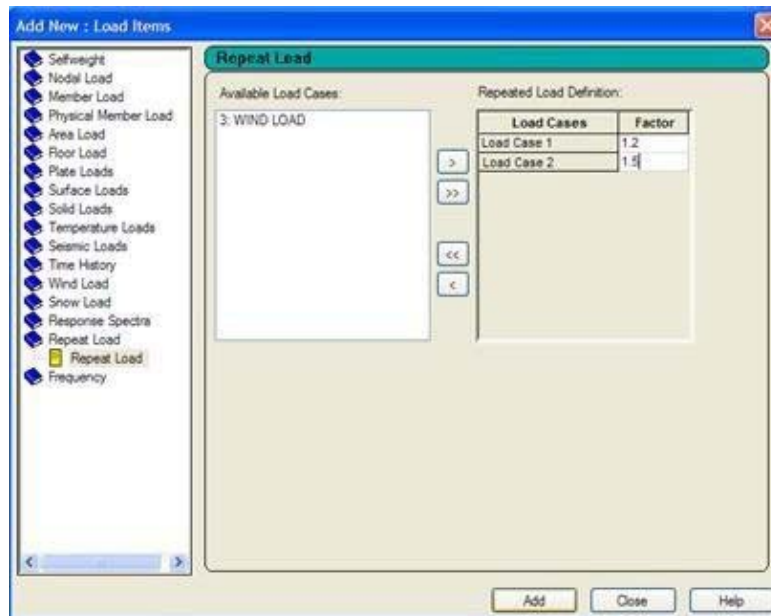 Add New : Load Items
Selfweight
Nodal Load
Member Load
Physical Member Load
Area Load
Floor Load
Plate Loads
Surface Loads
Solid Loads
Temperature Loads
Seismic Loads
Time History
Wind Load
Snow Load
Response Spectra
Repeat Load
Repeat Load
Frequency
Repeat Load
Available Load Cases:
3: WIND LOAD
>
>>
<<
<
Repeated Load Definition:
Load Cases Factor
Load Case 1 1.2
Load Case 2 1.5
Add Close Help